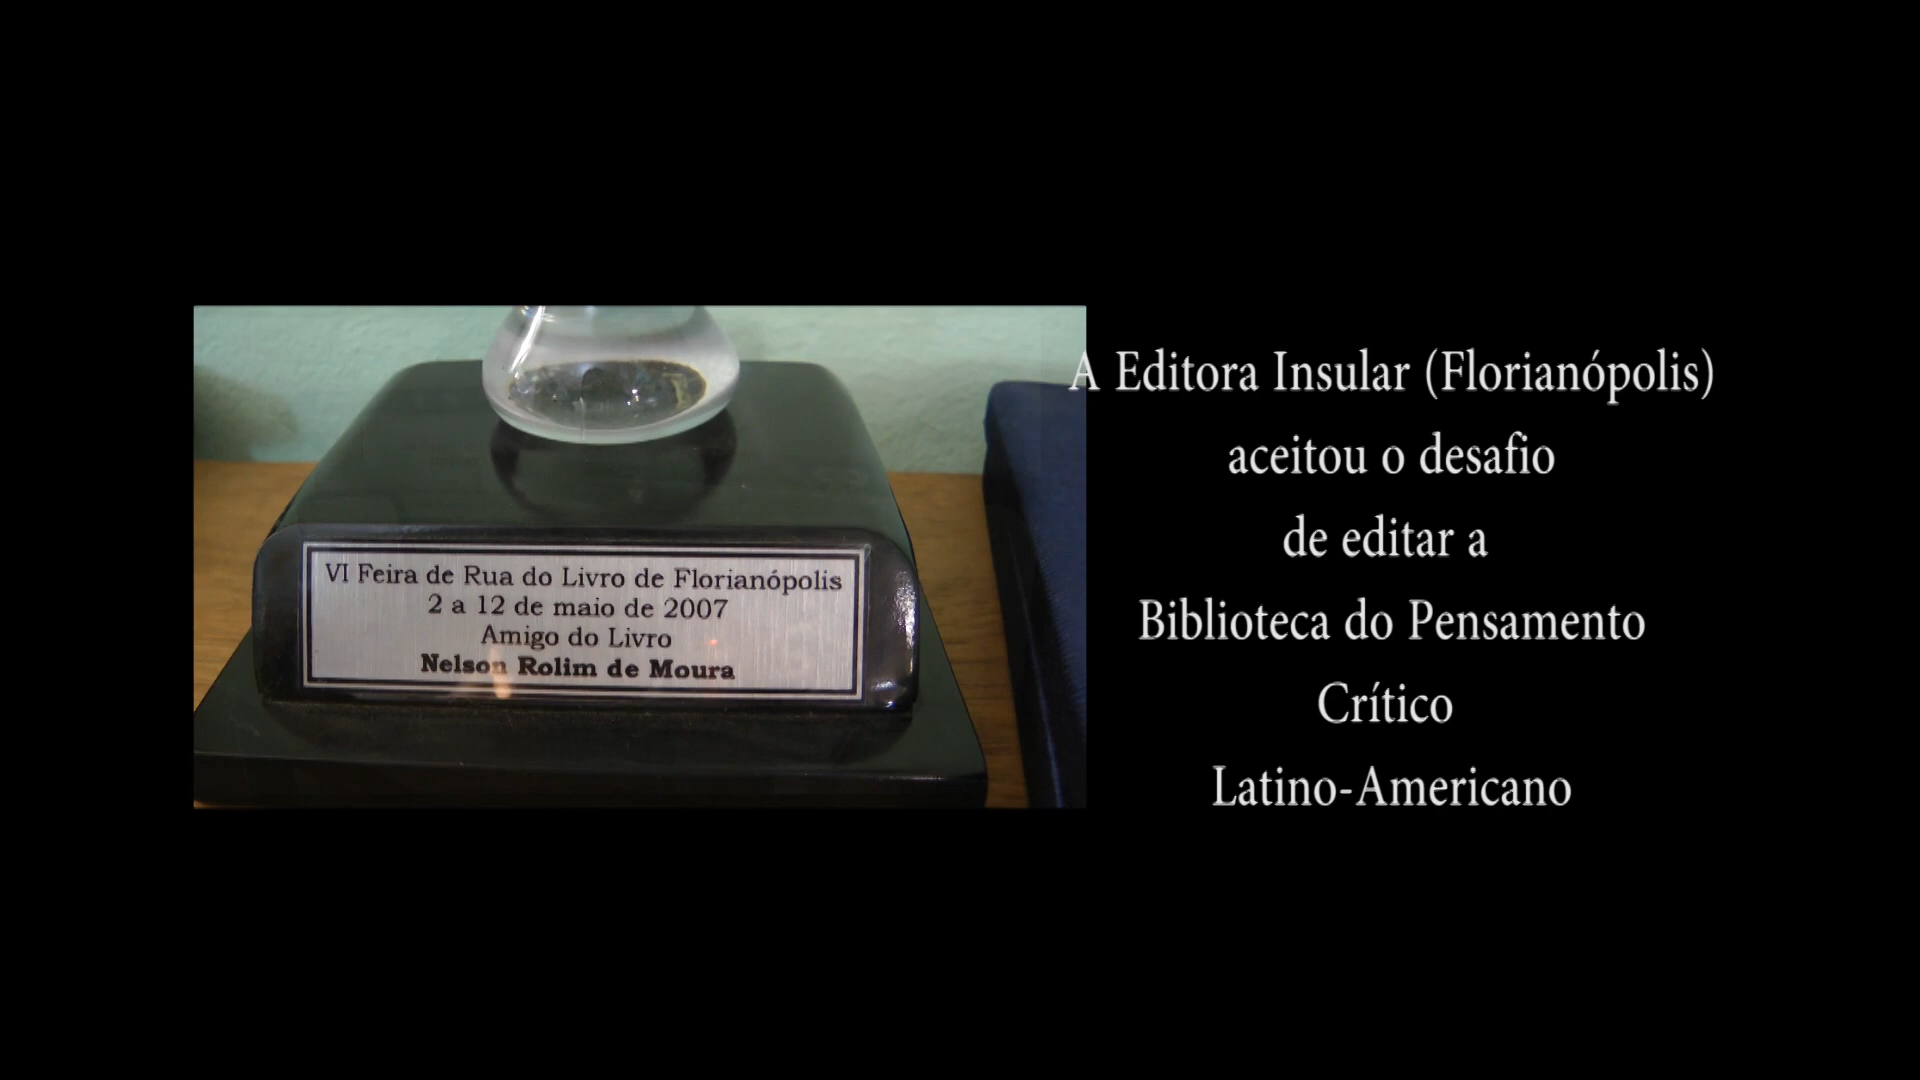 VI Feira de Rua do Livro de Florianópolis
2 a 12 de maio de 2007
Amigo do Livro
Nelson Rolim de Moura
A Editora Insular (Florianópolis)
aceitou o desafio
de editar a
Biblioteca do Pensamento
Crítico
Latino-Americano